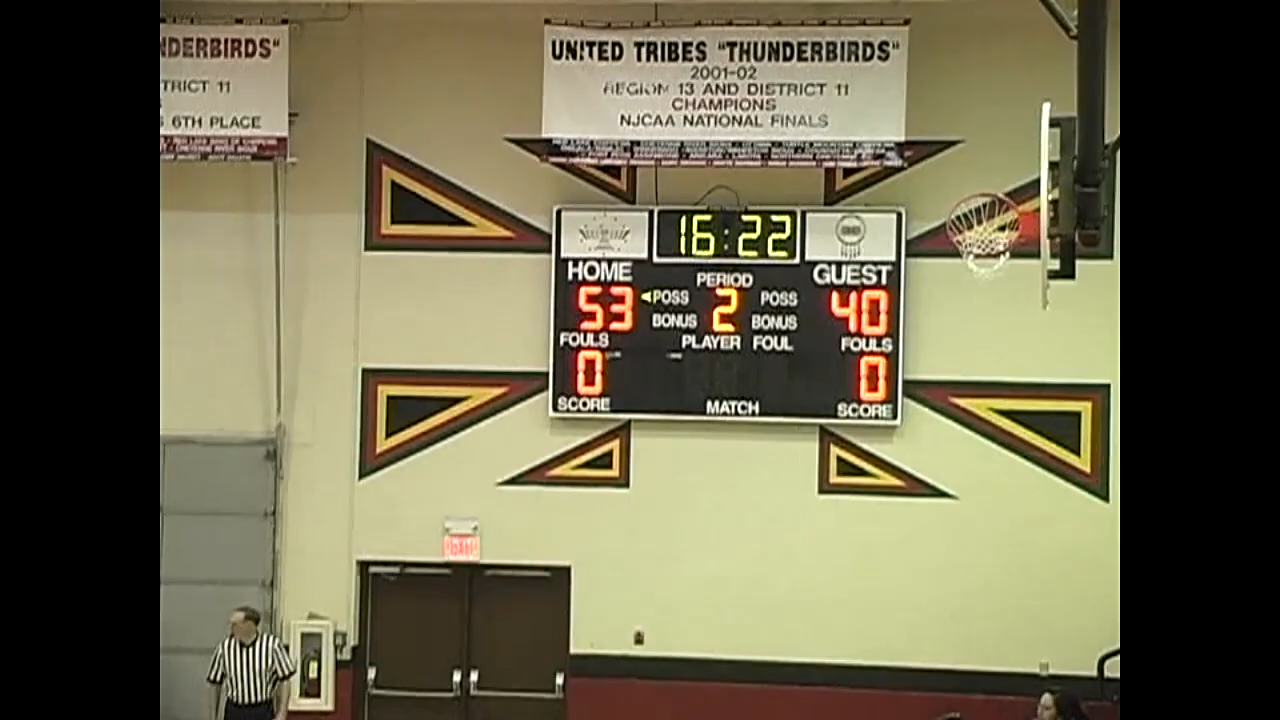 NDERBIRDS"
TRICT 11
6TH PLACE
UNITED TRIBES "THUNDERBIRDS"
2001-02
REGION 13 AND DISTRICT 11
CHAMPIONS
NJCAA NATIONAL FINALS
16:22
HOME PERIOD GUEST
53 POSS 2 POSS 40
BONUS BONUS
FOULS PLAYER FOUL FOULS
0 0
SCORE MATCH SCORE
EXIT